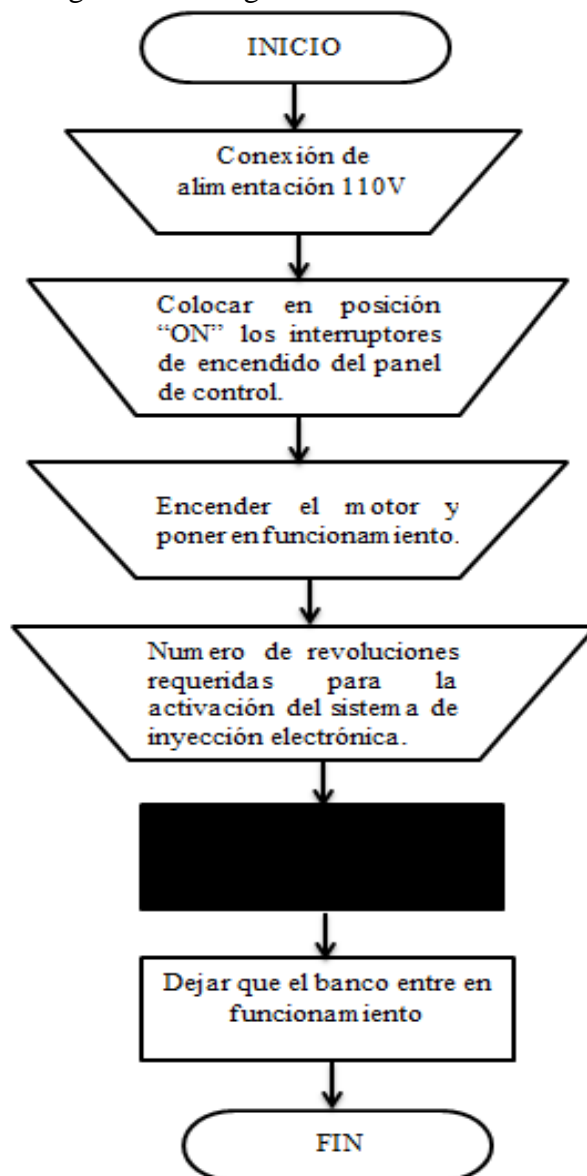 INICIO
Conexión de
alimentación 110V
Colocar en posición
“ON” los interruptores
de encendido del panel
de control.
Encender el motor y
poner en funcionamiento.
Numero de revoluciones
requeridas para la
activación del sistema de
inyección electrónica.
Dejar que el banco entre en
funcionamiento
FIN